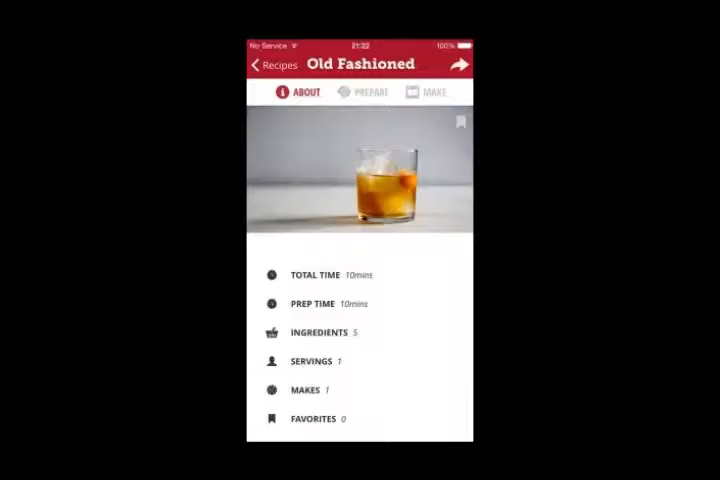 No Service 21:22 100%
Recipes Old Fashioned
ABOUT PREPARE MAKE
TOTAL TIME 10mins
PREP TIME 10mins
INGREDIENTS 5
SERVINGS 1
MAKES 1
FAVORITES 0